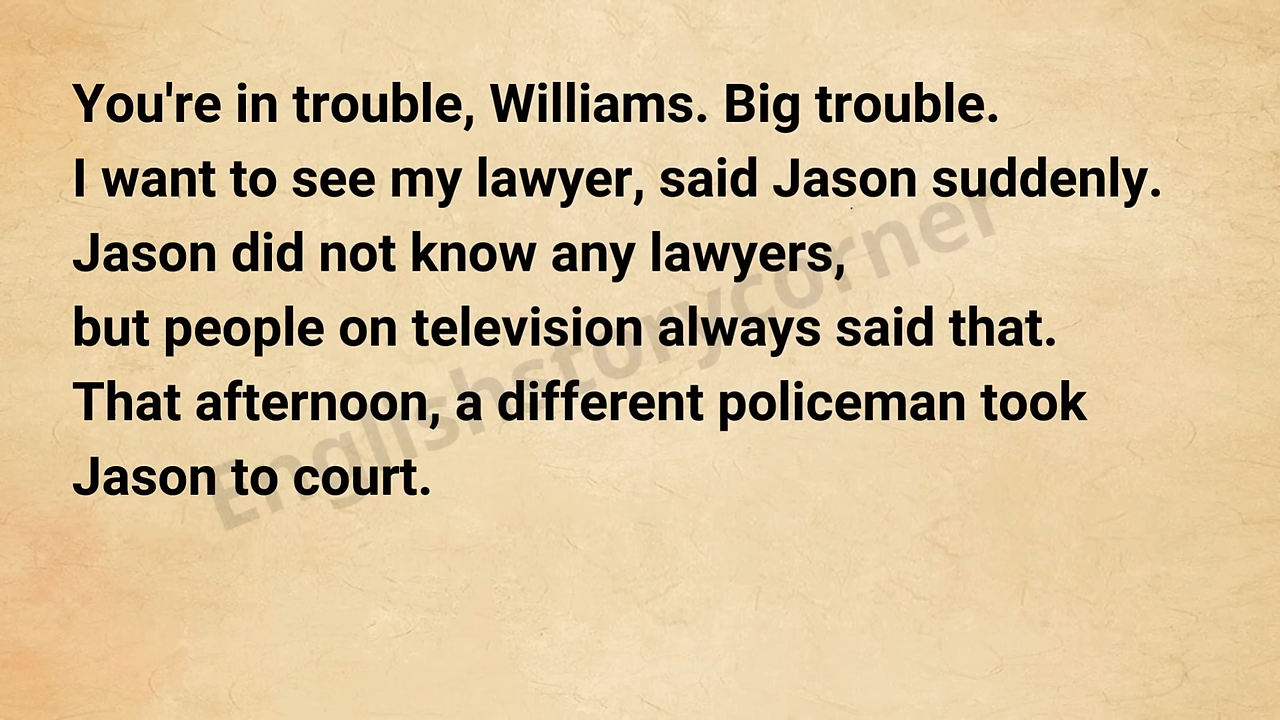 You're in trouble, Williams. Big trouble.
I want to see my lawyer, said Jason suddenly.
Jason did not know any lawyers,
but people on television always said that.
That afternoon, a different policeman took
Jason to court.
Englishstorycorner